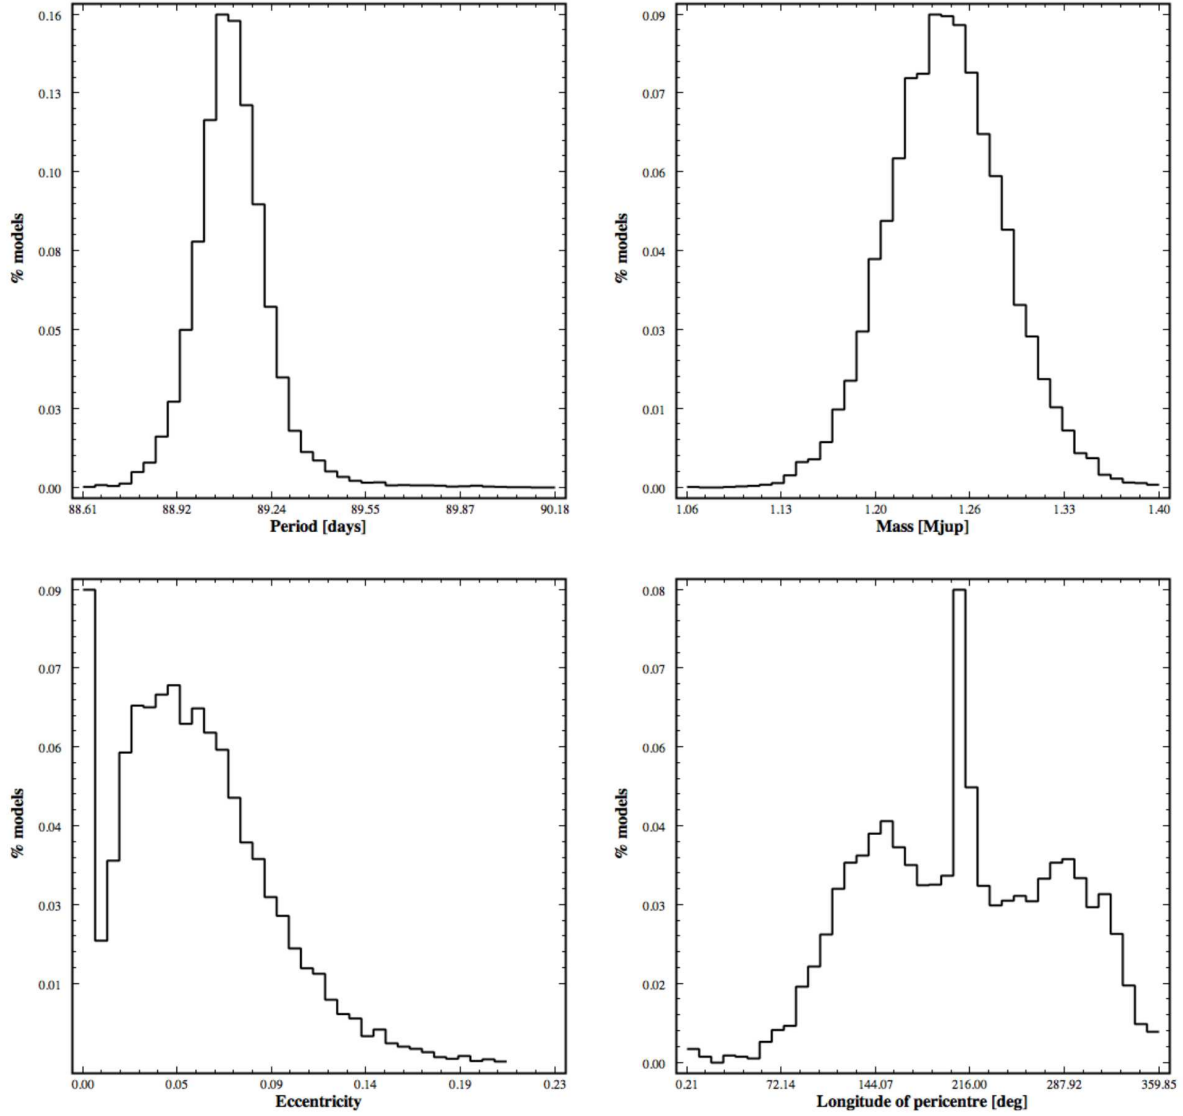 0.16
0.13
0.10
0.08
0.05
0.03
0.00
% models
88.61 88.92 89.24 89.55 89.87 90.18
Period [days]
0.09
0.07
0.06
0.04
0.03
0.01
0.00
% models
1.06 1.13 1.20 1.26 1.33 1.40
Mass [Mjup]
0.09
0.07
0.06
0.04
0.03
0.01
% models
0.00 0.05 0.09 0.14 0.19 0.23
Eccentricity
0.08
0.07
0.06
0.04
0.03
0.02
0.00
% models
0.21 72.14 144.07 216.00 287.92 359.85
Longitude of pericentre [deg]